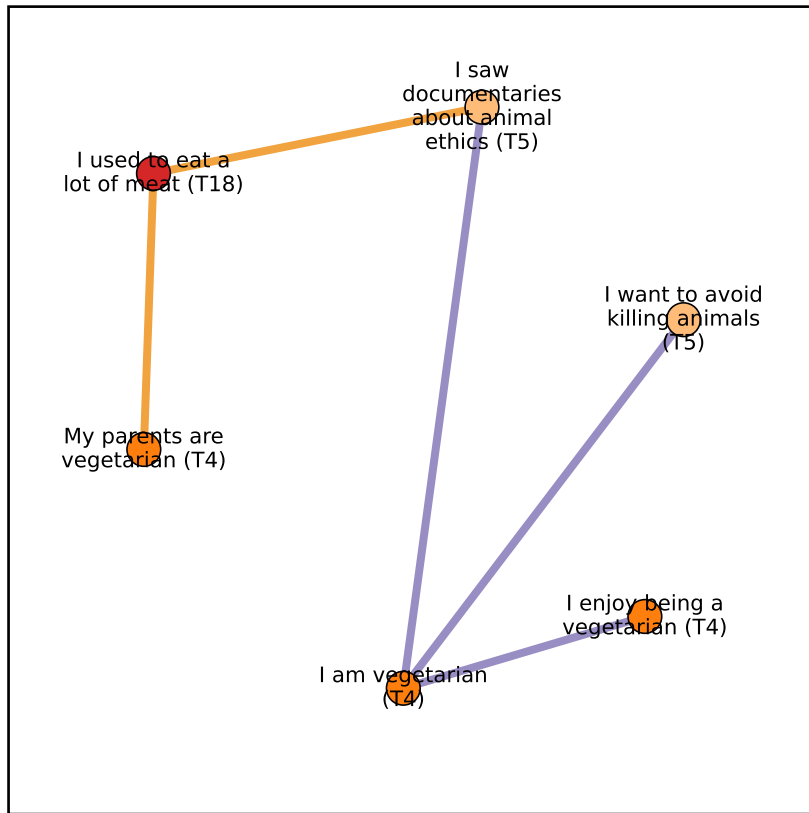 I saw
documentaries
about animal
ethics (T5)
I used to eat a
lot of meat (T18)
I want to avoid
killing animals
(T5)
My parents are
vegetarian (T4)
I enjoy being a
vegetarian (T4)
I am vegetarian
(T4)